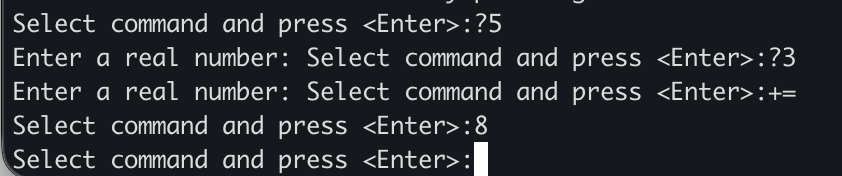 Select command and press <Enter>:?5
Enter a real number: Select command and press <Enter>:?3
Enter a real number: Select command and press <Enter>:+=
Select command and press <Enter>:8
Select command and press <Enter>: